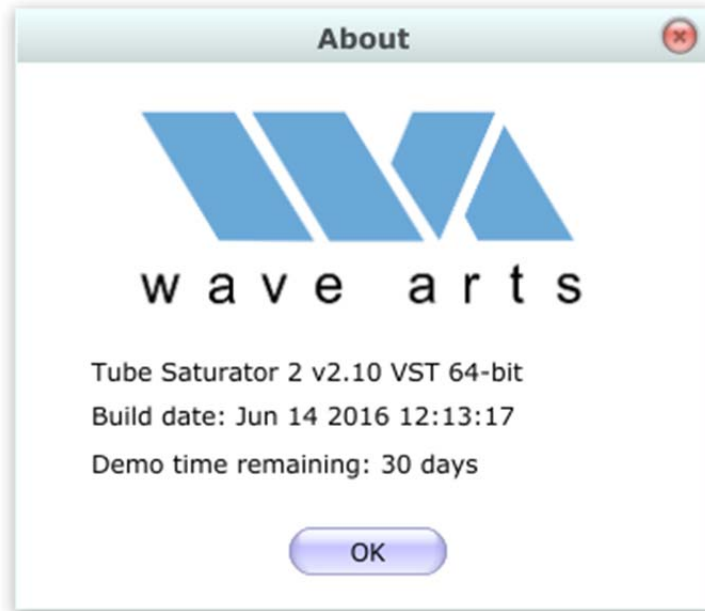 About
wave arts
Tube Saturator 2 v2.10 VST 64-bit
Build date: Jun 14 2016 12:13:17
Demo time remaining: 30 days
OK